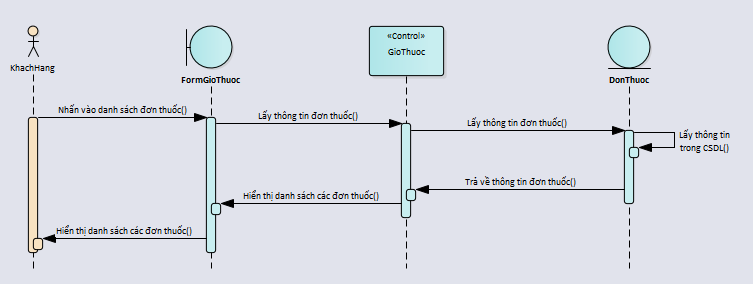 «Control»
GioThuoc
KhachHang
FormGioThuoc
DonThuoc
Nhấn vào danh sách đơn thuốc()
Lấy thông tin đơn thuốc()
Lấy thông tin đơn thuốc()
Lấy thông tin
trong CSDL()
Trả về thông tin đơn thuốc()
Hiển thị danh sách các đơn thuốc()
Hiển thị danh sách các đơn thuốc()